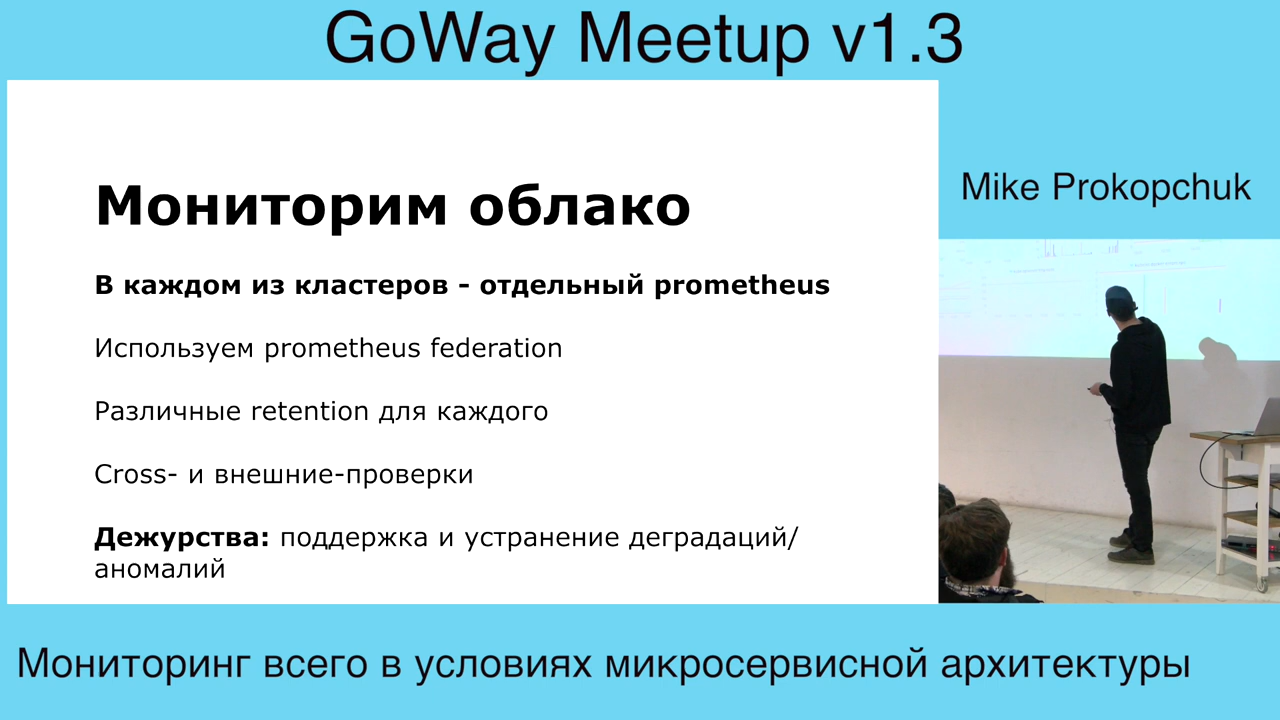 GoWay Meetup v1.3
Мониторим облако
В каждом из кластеров - отдельный prometheus
Используем prometheus federation
Различные retention для каждого
Cross- и внешние-проверки
Дежурства: поддержка и устранение деградаций/
аномалий
Mike Prokopchuk
Мониторинг всего в условиях микросервисной архитектуры